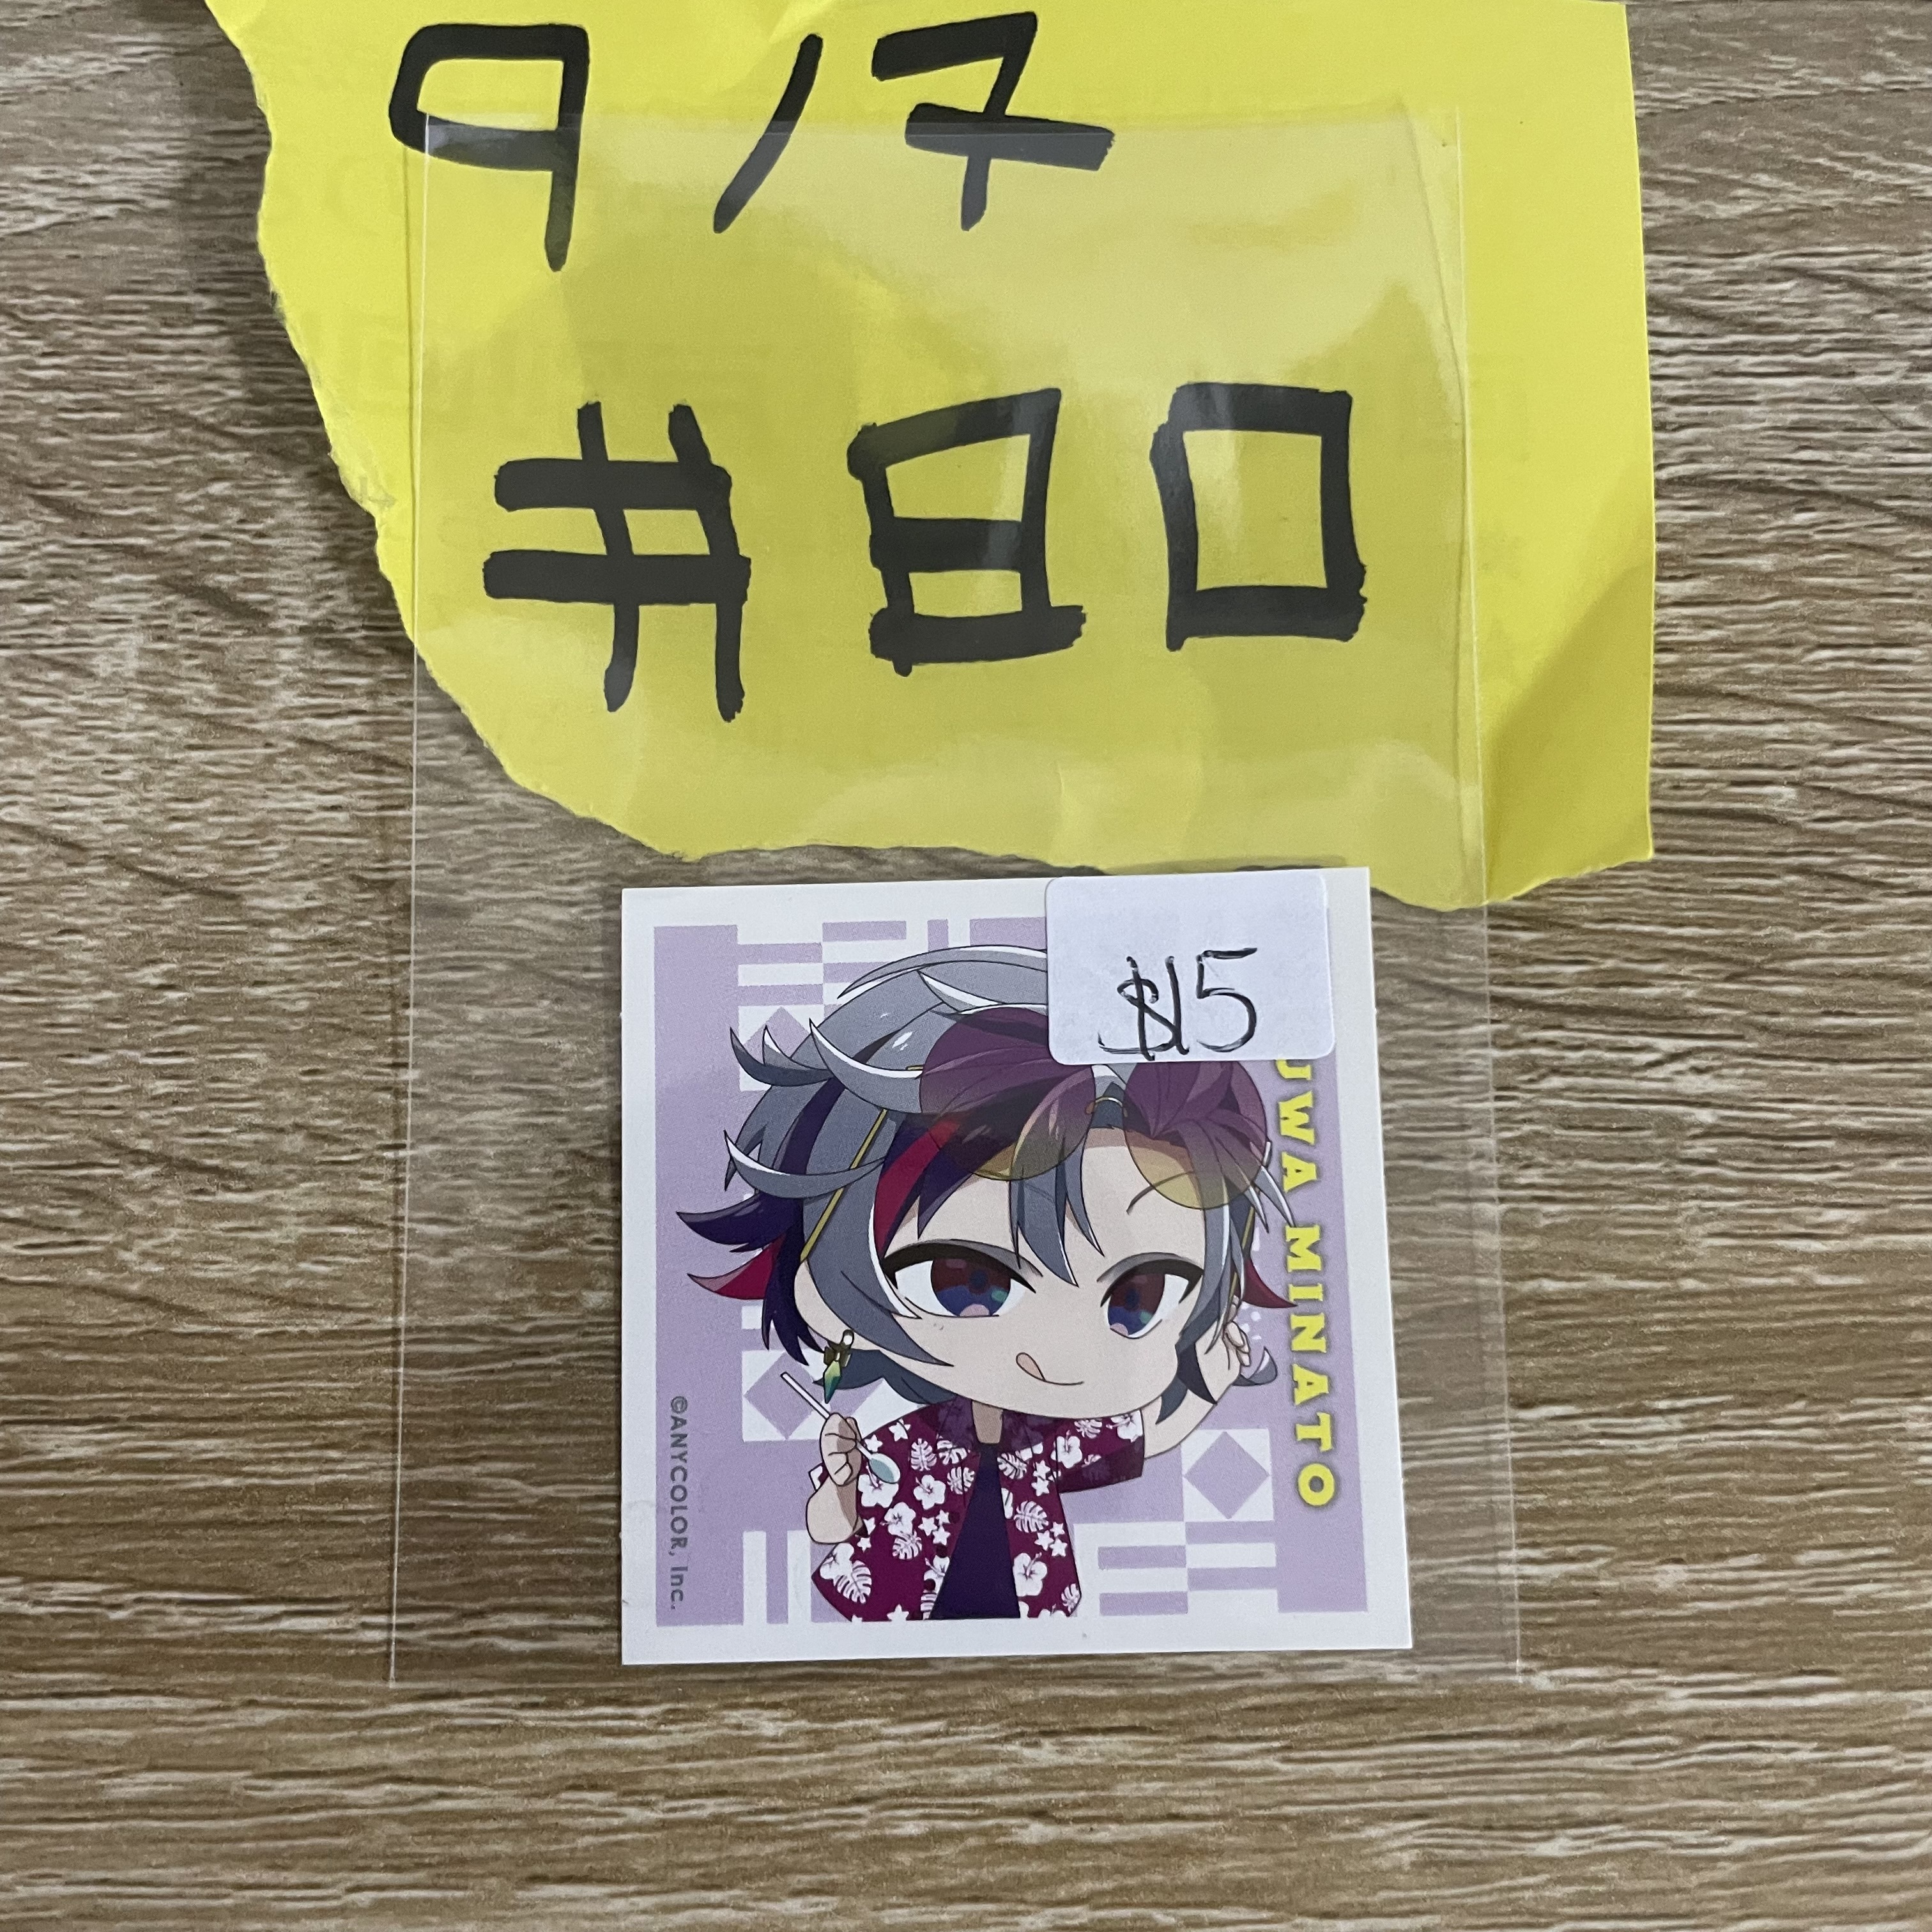 9/7
#80
$15
UWA MINATO
©ANYCOLOR, Inc.